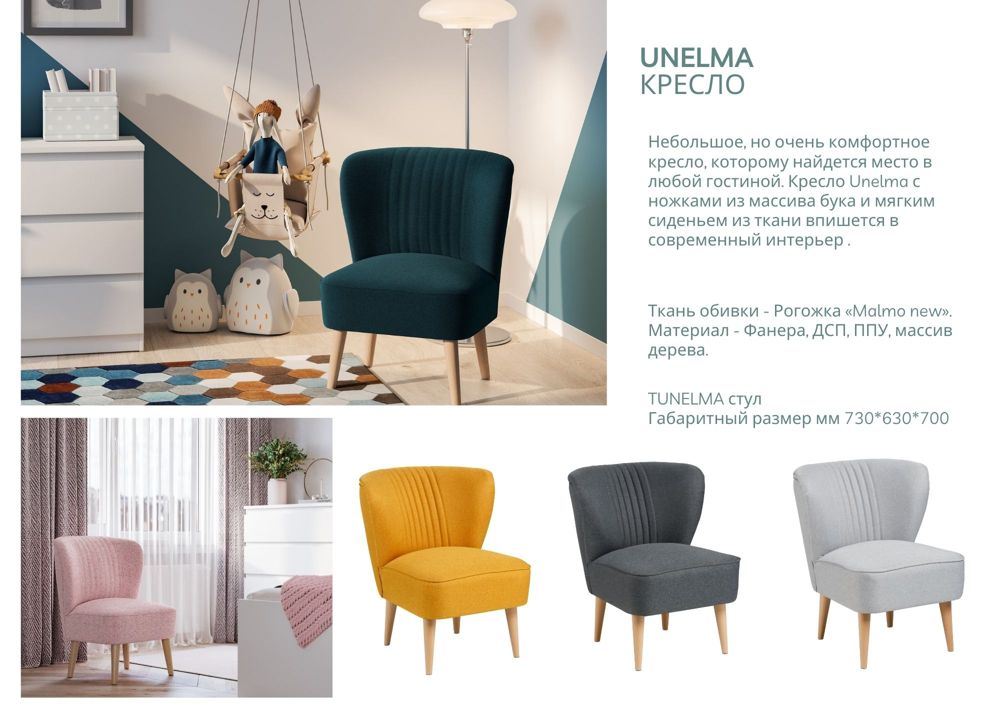 UNELMA
КРЕСЛО
Небольшое, но очень комфортное
кресло, которому найдется место в
любой гостиной. Кресло Unelma с
ножками из массива бука и мягким
сиденьем из ткани впишется в
современный интерьер .
Ткань обивки - Рогожка «Malmo new».
Материал - Фанера, ДСП, ППУ, массив
дерева.
TUNELMA стул
Габаритный размер мм 730*630*700